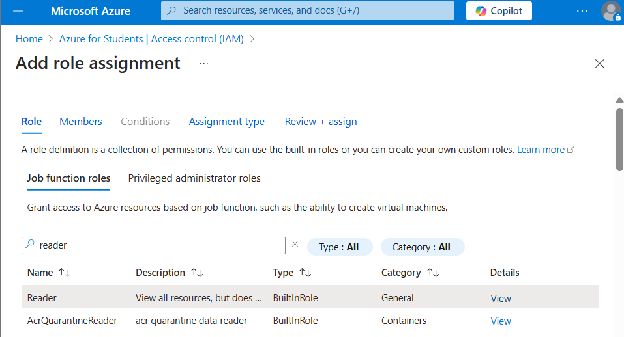 Microsoft Azure
Search resources, services, and docs (G+/)
Copilot
...
Home > Azure for Students | Access control (IAM) >
Add role assignment ...
Role Members Conditions Assignment type Review + assign
A role definition is a collection of permissions. You can use the built-in roles or you can create your own custom roles. Learn more
Job function roles Privileged administrator roles
Grant access to Azure resources based on job function, such as the ability to create virtual machines.
reader
Type : All
Category : All
Name ↑↓ Description ↑↓ Type ↑↓ Category ↑↓ Details
Reader View all resources, but does ... BuiltInRole General View
AcrQuarantineReader acr quarantine data reader BuiltInRole Containers View